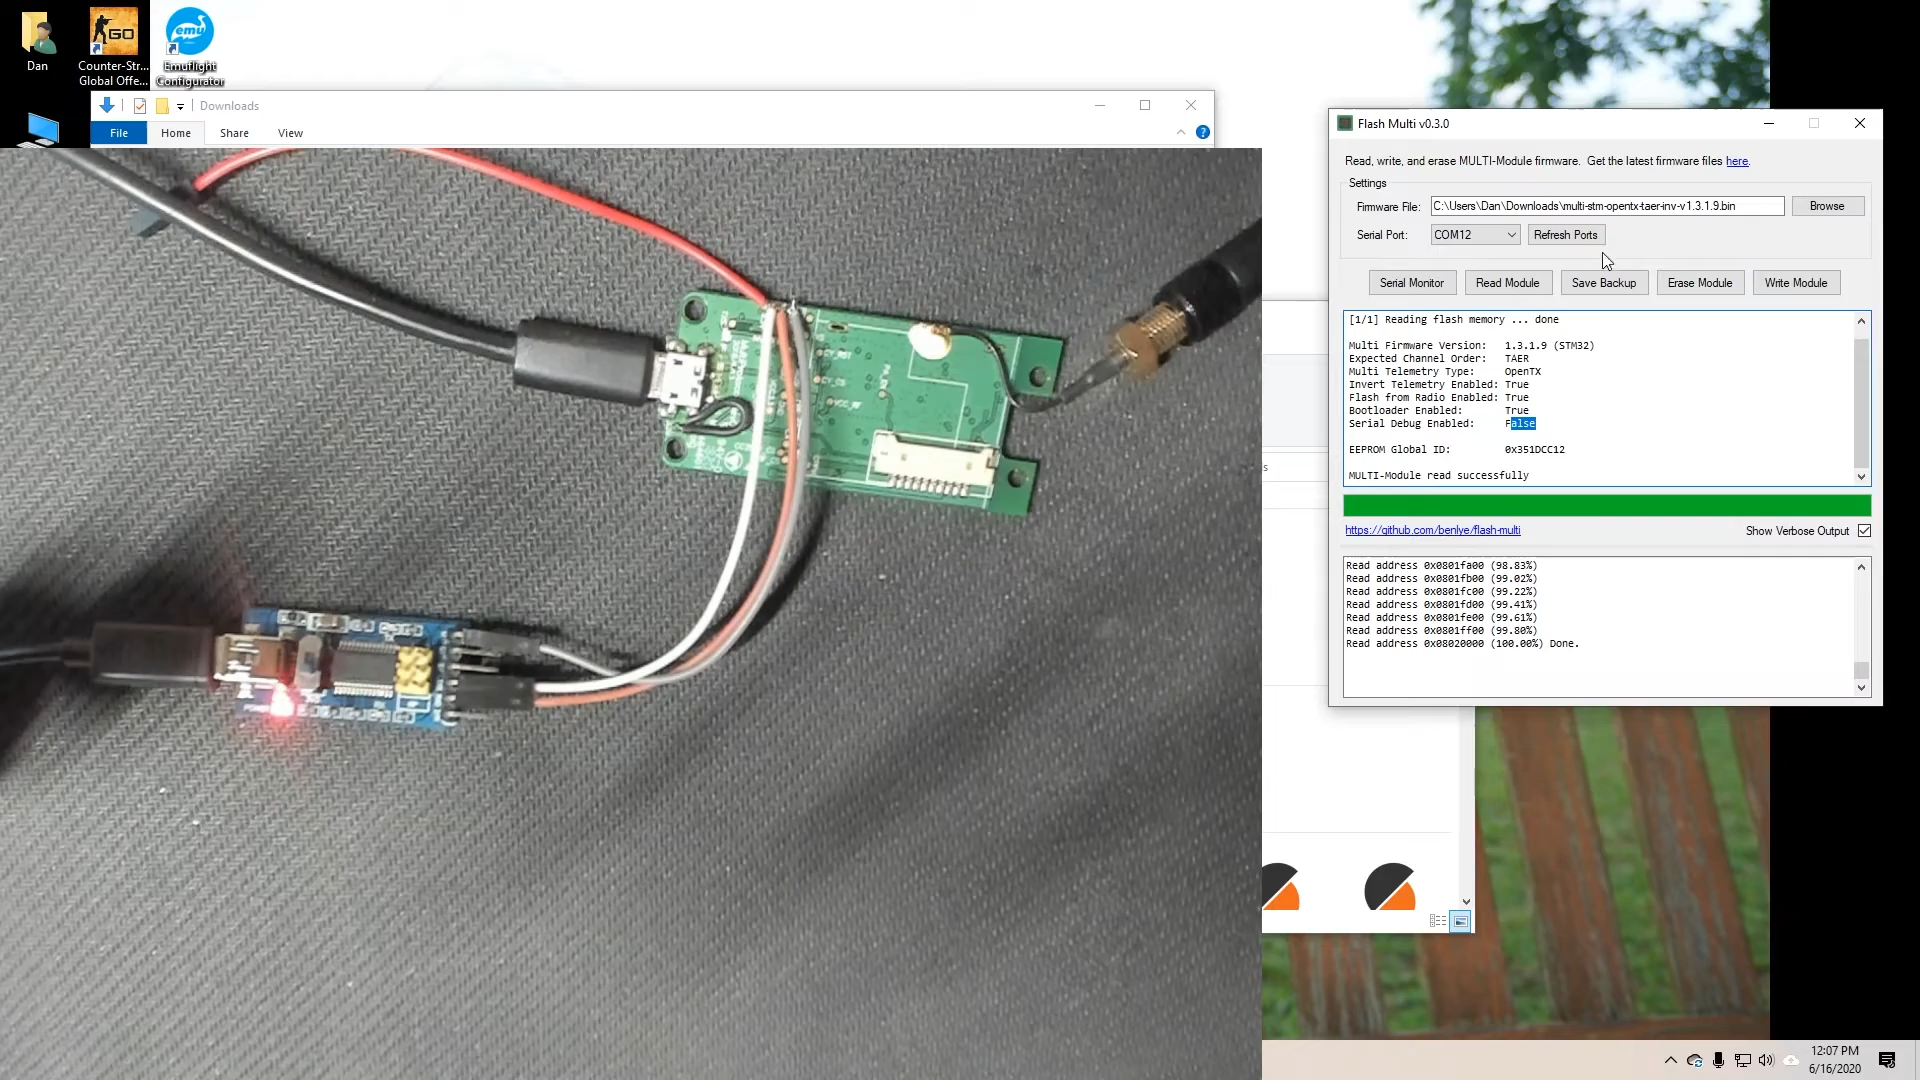 Dan
Counter-Str...
Global Offe...
Emuflight
Configurator
Downloads
File
Home
Share
View
CY_RST
Flash Multi v0.3.0
Read, write, and erase MULTI-Module firmware. Get the latest firmware files here.
Settings
Firmware File:
C:\Users\Dan\Downloads\multi-stm-opentx-taer-inv-v1.3.1.9.bin
Browse
Serial Port:
COM12
Refresh Ports
Serial Monitor
Read Module
Save Backup
Erase Module
Write Module
[1/1] Reading flash memory ... done
Multi Firmware Version: 1.3.1.9 (STM32)
Expected Channel Order: TAER
Multi Telemetry Type: OpenTX
Invert Telemetry Enabled: True
Flash from Radio Enabled: True
Bootloader Enabled: True
Serial Debug Enabled: False
EEPROM Global ID: 0x351DCC12
MULTI-Module read successfully
https://github.com/benlye/flash-multi
Show Verbose Output
Read address 0x0801fa00 (98.83%)
Read address 0x0801fb00 (99.02%)
Read address 0x0801fc00 (99.22%)
Read address 0x0801fd00 (99.41%)
Read address 0x0801fe00 (99.61%)
Read address 0x0801ff00 (99.80%)
Read address 0x08020000 (100.00%) Done.
12:07 PM
6/16/2020